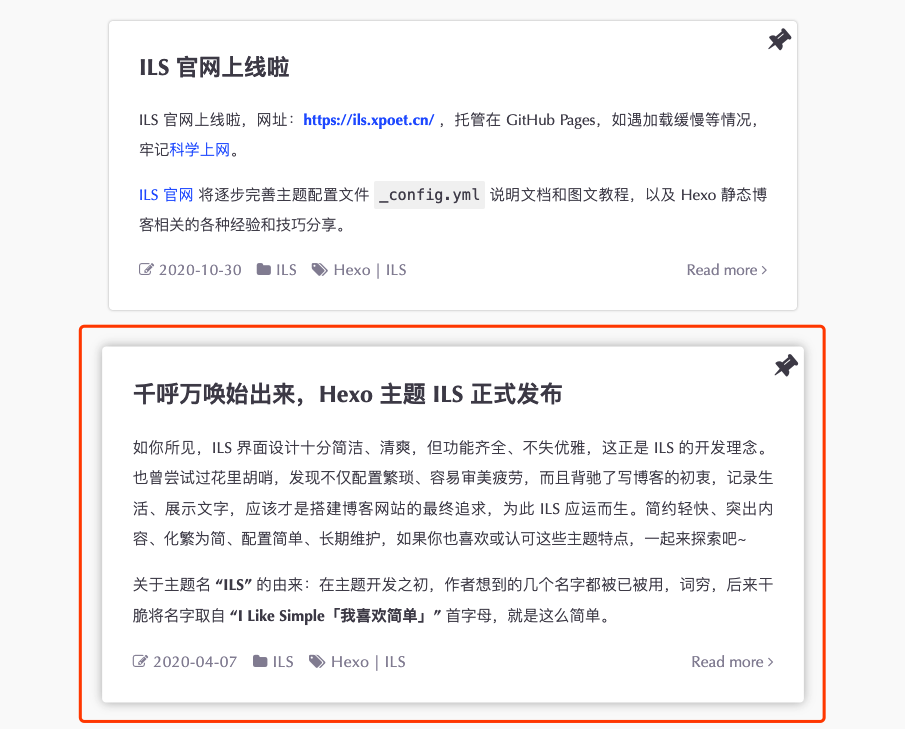 ILS 官网上线啦
ILS 官网上线啦，网址：https://ils.xpoet.cn/ ，托管在 GitHub Pages，如遇加载缓慢等情况，
牢记科学上网。
ILS 官网 将逐步完善主题配置文件 _config.yml 说明文档和图文教程，以及 Hexo 静态博
客相关的各种经验和技巧分享。
2020-10-30 ILS Hexo | ILS Read more >
千呼万唤始出来，Hexo 主题 ILS 正式发布
如你所见，ILS 界面设计十分简洁、清爽，但功能齐全、不失优雅，这正是 ILS 的开发理念。
也曾尝试过花里胡哨，发现不仅配置繁琐、容易审美疲劳，而且背驰了写博客的初衷，记录生
活、展示文字，应该才是搭建博客网站的最终追求，为此 ILS 应运而生。简约轻快、突出内
容、化繁为简、配置简单、长期维护，如果你也喜欢或认可这些主题特点，一起来探索吧~
关于主题名 “ILS” 的由来：在主题开发之初，作者想到的几个名字都被已被用，词穷，后来干
脆将名字取自 “I Like Simple「我喜欢简单」” 首字母，就是这么简单。
2020-04-07 ILS Hexo | ILS Read more >